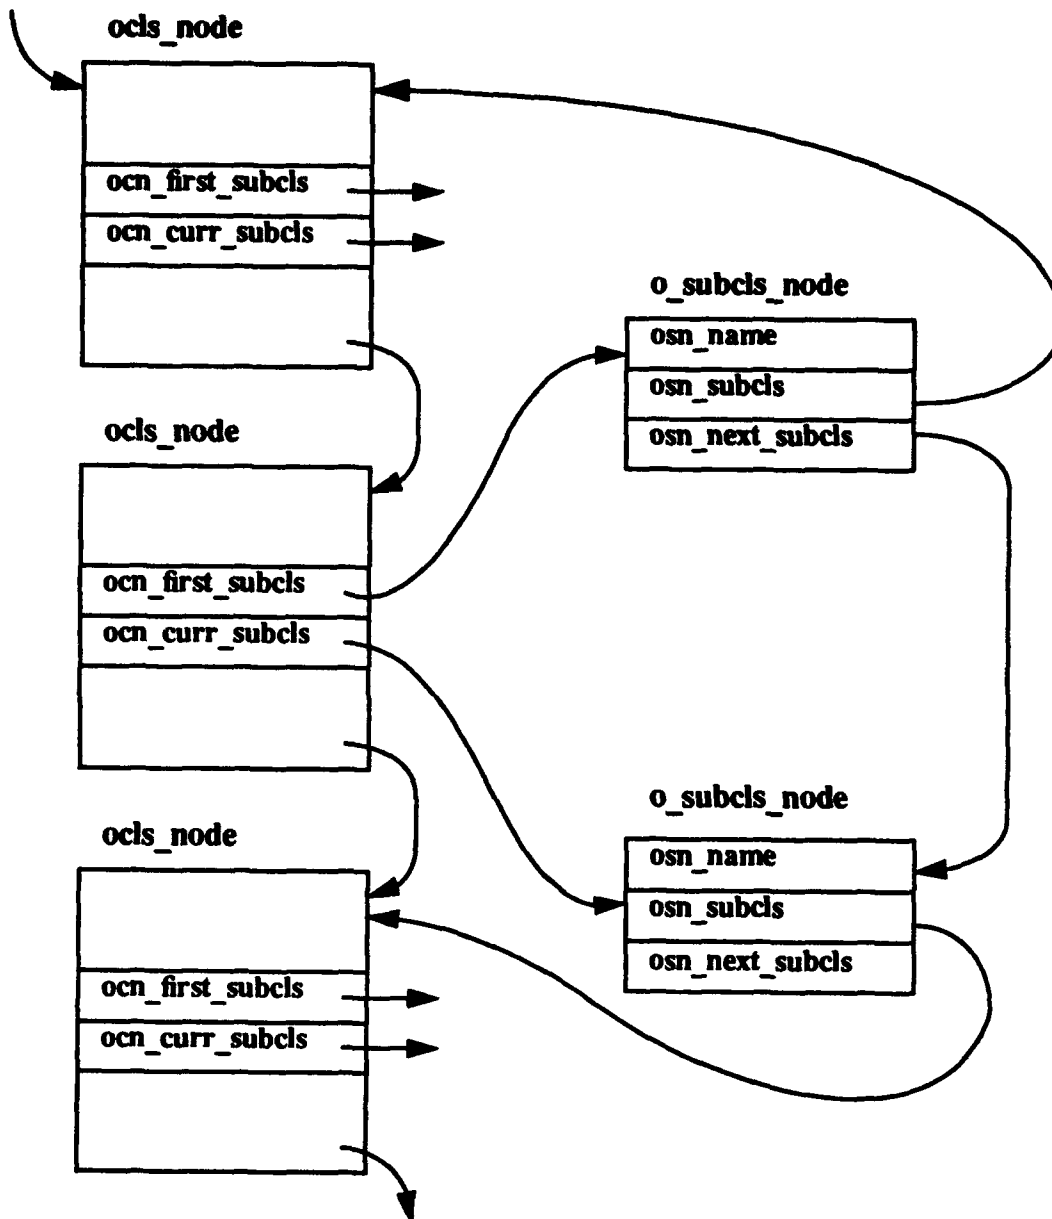 ocls_node
ocn_first_subcls
ocn_curr_subcls
o_subcls_node
osn_name
osn_subcls
osn_next_subcls
ocls_node
ocn_first_subcls
ocn_curr_subcls
o_subcls_node
osn_name
osn_subcls
osn_next_subcls
ocls_node
ocn_first_subcls
ocn_curr_subcls